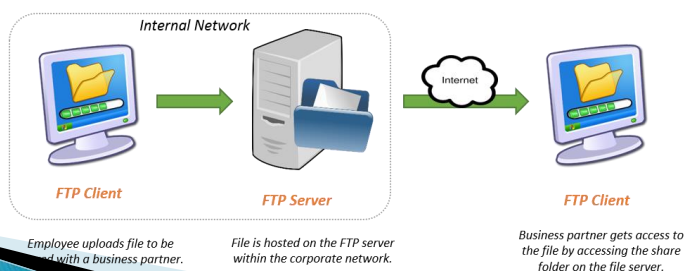 Internal Network
Internet
FTP Client
FTP Server
FTP Client
Employee uploads file to be
with a business partner.
File is hosted on the FTP server
within the corporate network.
Business partner gets access to
the file by accessing the share
folder on the file server.